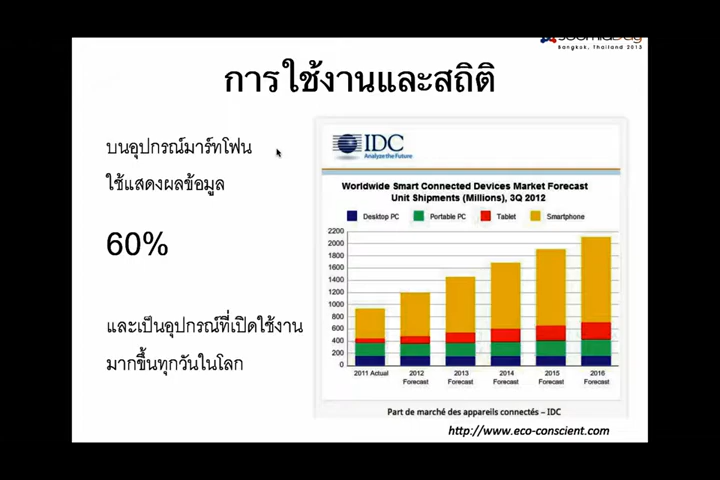 Bangkok, Thailand 2013
การใช้งานและสถิติ
บนอุปกรณ์มาร์ทโฟน
ใช้แสดงผลข้อมูล
60%
และเป็นอุปกรณ์ที่เปิดใช้งาน
มากขึ้นทุกวันในโลก
IDC
Analyze the Future
Worldwide Smart Connected Devices Market Forecast
Unit Shipments (Millions), 3Q 2012
Desktop PC Portable PC Tablet Smartphone
2200
2000
1800
1600
1400
1200
1000
800
600
400
200
0
2011 Actual 2012 2013 2014 2015 2016
Forecast Forecast Forecast Forecast Forecast
Part de marché des appareils connectés – IDC
http://www.eco-conscient.com